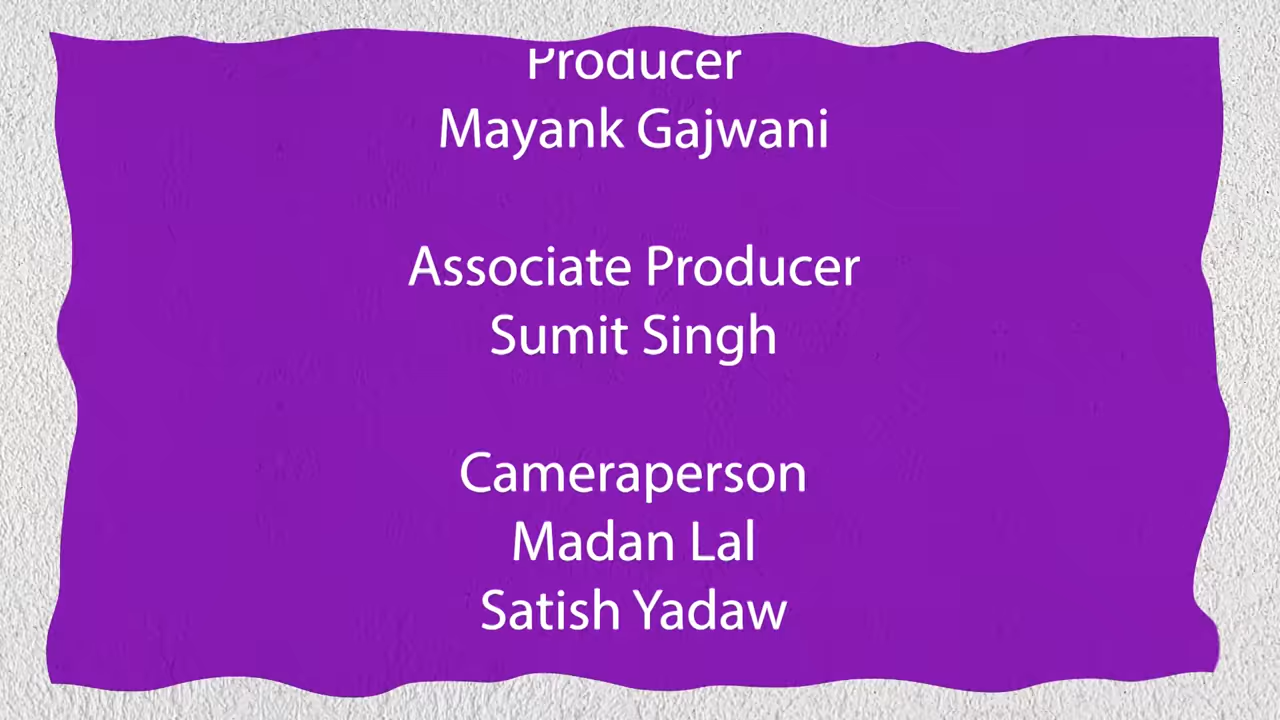 Producer
Mayank Gajwani
Associate Producer
Sumit Singh
Cameraperson
Madan Lal
Satish Yadaw